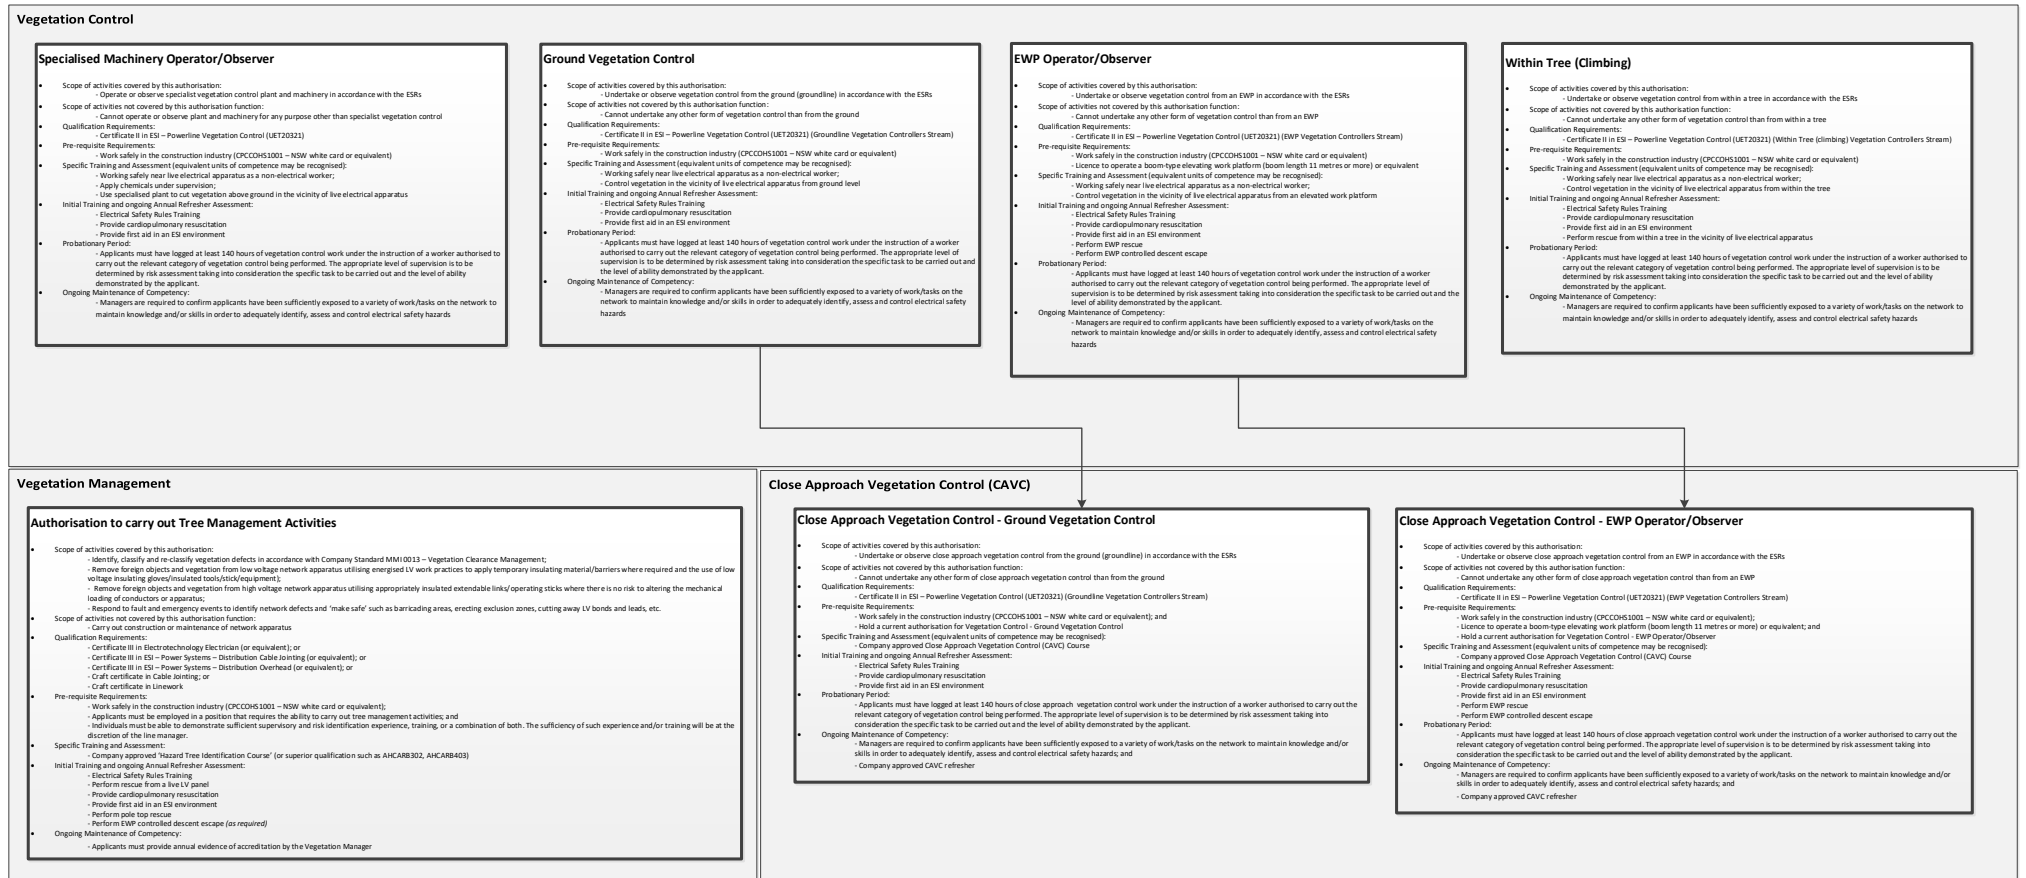 Vegetation Control
Specialised Machinery Operator/Observer
• Scope of activities covered by this authorisation:
- Operate or observe specialist vegetation control plant and machinery in accordance with the ESRs
• Scope of activities not covered by this authorisation function:
- Cannot operate or observe plant and machinery for any purpose other than specialist vegetation control
• Qualification Requirements:
- Certificate II in ESI – Powerline Vegetation Control (UET20321)
• Pre-requisite Requirements:
- Work safely in the construction industry (CPCCOHS1001 – NSW white card or equivalent)
• Specific Training and Assessment (equivalent units of competence may be recognised):
- Working safely near live electrical apparatus as a non-electrical worker;
- Apply chemicals under supervision;
- Use specialised plant to cut vegetation above ground in the vicinity of live electrical apparatus
• Initial Training and ongoing Annual Refresher Assessment:
- Electrical Safety Rules Training
- Provide cardiopulmonary resuscitation
- Provide first aid in an ESI environment
• Probationary Period:
- Applicants must have logged at least 140 hours of vegetation control work under the instruction of a worker authorised to
carry out the relevant category of vegetation control being performed. The appropriate level of supervision is to be
determined by risk assessment taking into consideration the specific task to be carried out and the level of ability
demonstrated by the applicant.
• Ongoing Maintenance of Competency:
- Managers are required to confirm applicants have been sufficiently exposed to a variety of work/tasks on the network to
maintain knowledge and/or skills in order to adequately identify, assess and control electrical safety hazards
Ground Vegetation Control
• Scope of activities covered by this authorisation:
- Undertake or observe vegetation control from the ground (groundline) in accordance with the ESRs
• Scope of activities not covered by this authorisation function:
- Cannot undertake any other form of vegetation control than from the ground
• Qualification Requirements:
- Certificate II in ESI – Powerline Vegetation Control (UET20321) (Groundline Vegetation Controllers Stream)
• Pre-requisite Requirements:
- Work safely in the construction industry (CPCCOHS1001 – NSW white card or equivalent)
• Specific Training and Assessment (equivalent units of competence may be recognised):
- Working safely near live electrical apparatus as a non-electrical worker;
- Control vegetation in the vicinity of live electrical apparatus from ground level
• Initial Training and ongoing Annual Refresher Assessment:
- Electrical Safety Rules Training
- Provide cardiopulmonary resuscitation
- Provide first aid in an ESI environment
• Probationary Period:
- Applicants must have logged at least 140 hours of vegetation control work under the instruction of a worker
authorised to carry out the relevant category of vegetation control being performed. The appropriate level of
supervision is to be determined by risk assessment taking into consideration the specific task to be carried out and
the level of ability demonstrated by the applicant.
• Ongoing Maintenance of Competency:
- Managers are required to confirm applicants have been sufficiently exposed to a variety of work/tasks on the
network to maintain knowledge and/or skills in order to adequately identify, assess and control electrical safety
hazards
EWP Operator/Observer
• Scope of activities covered by this authorisation:
- Undertake or observe vegetation control from an EWP in accordance with the ESRs
• Scope of activities not covered by this authorisation function:
- Cannot undertake any other form of vegetation control than from an EWP
• Qualification Requirements:
- Certificate II in ESI – Powerline Vegetation Control (UET20321) (EWP Vegetation Controllers Stream)
• Pre-requisite Requirements:
- Work safely in the construction industry (CPCCOHS1001 – NSW white card or equivalent)
- Licence to operate a boom-type elevating work platform (boom length 11 metres or more) or equivalent
• Specific Training and Assessment (equivalent units of competence may be recognised):
- Working safely near live electrical apparatus as a non-electrical worker;
- Control vegetation in the vicinity of live electrical apparatus from an elevated work platform
• Initial Training and ongoing Annual Refresher Assessment:
- Electrical Safety Rules Training
- Provide cardiopulmonary resuscitation
- Provide first aid in an ESI environment
- Perform EWP rescue
- Perform EWP controlled descent escape
• Probationary Period:
- Applicants must have logged at least 140 hours of vegetation control work under the instruction of a worker
authorised to carry out the relevant category of vegetation control being performed. The appropriate level of
supervision is to be determined by risk assessment taking into consideration the specific task to be carried out and the
level of ability demonstrated by the applicant.
• Ongoing Maintenance of Competency:
- Managers are required to confirm applicants have been sufficiently exposed to a variety of work/tasks on the
network to maintain knowledge and/or skills in order to adequately identify, assess and control electrical safety
hazards
Within Tree (Climbing)
• Scope of activities covered by this authorisation:
- Undertake or observe vegetation control from within a tree in accordance with the ESRs
• Scope of activities not covered by this authorisation function:
- Cannot undertake any other form of vegetation control than from within a tree
• Qualification Requirements:
- Certificate II in ESI – Powerline Vegetation Control (UET20321) (Within Tree (climbing) Vegetation Controllers Stream)
• Pre-requisite Requirements:
- Work safely in the construction industry (CPCCOHS1001 – NSW white card or equivalent)
• Specific Training and Assessment (equivalent units of competence may be recognised):
- Working safely near live electrical apparatus as a non-electrical worker;
- Control vegetation in the vicinity of live electrical apparatus from within the tree
• Initial Training and ongoing Annual Refresher Assessment:
- Electrical Safety Rules Training
- Provide cardiopulmonary resuscitation
- Provide first aid in an ESI environment
- Perform rescue from within a tree in the vicinity of live electrical apparatus
• Probationary Period:
- Applicants must have logged at least 140 hours of vegetation control work under the instruction of a worker authorised to
carry out the relevant category of vegetation control being performed. The appropriate level of supervision is to be
determined by risk assessment taking into consideration the specific task to be carried out and the level of ability
demonstrated by the applicant.
• Ongoing Maintenance of Competency:
- Managers are required to confirm applicants have been sufficiently exposed to a variety of work/tasks on the network to
maintain knowledge and/or skills in order to adequately identify, assess and control electrical safety hazards
Vegetation Management
Authorisation to carry out Tree Management Activities
• Scope of activities covered by this authorisation:
- Identify, classify and re-classify vegetation defects in accordance with Company Standard MMI 0013 – Vegetation Clearance Management;
- Remove foreign objects and vegetation from low voltage network apparatus utilising energised LV work practices to apply temporary insulating material/barriers where required and the use of low
voltage insulating gloves/insulated tools/stick/equipment);
- Remove foreign objects and vegetation from high voltage network apparatus utilising appropriately insulated extendable links/operating sticks where there is no risk to altering the mechanical
loading of conductors or apparatus;
- Respond to fault and emergency events to identify network defects and 'make safe' such as barricading areas, erecting exclusion zones, cutting away LV bonds and leads, etc.
• Scope of activities not covered by this authorisation function:
- Carry out construction or maintenance of network apparatus
• Qualification Requirements:
- Certificate III in Electrotechnology Electrician (or equivalent); or
- Certificate III in ESI – Power Systems – Distribution Cable Jointing (or equivalent); or
- Certificate III in ESI – Power Systems – Distribution Overhead (or equivalent); or
- Craft certificate in Cable Jointing; or
- Craft certificate in Linework
• Pre-requisite Requirements:
- Work safely in the construction industry (CPCCOHS1001 – NSW white card or equivalent);
- Applicants must be employed in a position that requires the ability to carry out tree management activities; and
- Individuals must be able to demonstrate sufficient supervisory and risk identification experience, training, or a combination of both. The sufficiency of such experience and/or training will be at the
discretion of the line manager.
• Specific Training and Assessment:
- Company approved 'Hazard Tree Identification Course' (or superior qualification such as AHCARB302, AHCARB403)
• Initial Training and ongoing Annual Refresher Assessment:
- Electrical Safety Rules Training
- Perform rescue from a live LV panel
- Provide cardiopulmonary resuscitation
- Provide first aid in an ESI environment
- Perform pole top rescue
- Perform EWP controlled descent escape (as required)
• Ongoing Maintenance of Competency:
- Applicants must provide annual evidence of accreditation by the Vegetation Manager
Close Approach Vegetation Control (CAVC)
Close Approach Vegetation Control - Ground Vegetation Control
• Scope of activities covered by this authorisation:
- Undertake or observe close approach vegetation control from the ground (groundline) in accordance with the ESRs
• Scope of activities not covered by this authorisation function:
- Cannot undertake any other form of close approach vegetation control than from the ground
• Qualification Requirements:
- Certificate II in ESI – Powerline Vegetation Control (UET20321) (Groundline Vegetation Controllers Stream)
• Pre-requisite Requirements:
- Work safely in the construction industry (CPCCOHS1001 – NSW white card or equivalent); and
- Hold a current authorisation for Vegetation Control - Ground Vegetation Control
• Specific Training and Assessment (equivalent units of competence may be recognised):
- Company approved Close Approach Vegetation Control (CAVC) Course
• Initial Training and ongoing Annual Refresher Assessment:
- Electrical Safety Rules Training
- Provide cardiopulmonary resuscitation
- Provide first aid in an ESI environment
• Probationary Period:
- Applicants must have logged at least 140 hours of close approach vegetation control work under the instruction of a worker authorised to carry out the
relevant category of vegetation control being performed. The appropriate level of supervision is to be determined by risk assessment taking into
consideration the specific task to be carried out and the level of ability demonstrated by the applicant.
• Ongoing Maintenance of Competency:
- Managers are required to confirm applicants have been sufficiently exposed to a variety of work/tasks on the network to maintain knowledge and/or
skills in order to adequately identify, assess and control electrical safety hazards; and
- Company approved CAVC refresher
Close Approach Vegetation Control - EWP Operator/Observer
• Scope of activities covered by this authorisation:
- Undertake or observe close approach vegetation control from an EWP in accordance with the ESRs
• Scope of activities not covered by this authorisation function:
- Cannot undertake any other form of close approach vegetation control than from an EWP
• Qualification Requirements:
- Certificate II in ESI – Powerline Vegetation Control (UET20321) (EWP Vegetation Controllers Stream)
• Pre-requisite Requirements:
- Work safely in the construction industry (CPCCOHS1001 – NSW white card or equivalent);
- Licence to operate a boom-type elevating work platform (boom length 11 metres or more) or equivalent; and
- Hold a current authorisation for Vegetation Control - EWP Operator/Observer
• Specific Training and Assessment (equivalent units of competence may be recognised):
- Company approved Close Approach Vegetation Control (CAVC) Course
• Initial Training and ongoing Annual Refresher Assessment:
- Electrical Safety Rules Training
- Provide cardiopulmonary resuscitation
- Provide first aid in an ESI environment
- Perform EWP rescue
- Perform EWP controlled descent escape
• Probationary Period:
- Applicants must have logged at least 140 hours of close approach vegetation control work under the instruction of a worker authorised to carry out the
relevant category of vegetation control being performed. The appropriate level of supervision is to be determined by risk assessment taking into
consideration the specific task to be carried out and the level of ability demonstrated by the applicant.
• Ongoing Maintenance of Competency:
- Managers are required to confirm applicants have been sufficiently exposed to a variety of work/tasks on the network to maintain knowledge and/or
skills in order to adequately identify, assess and control electrical safety hazards; and
- Company approved CAVC refresher